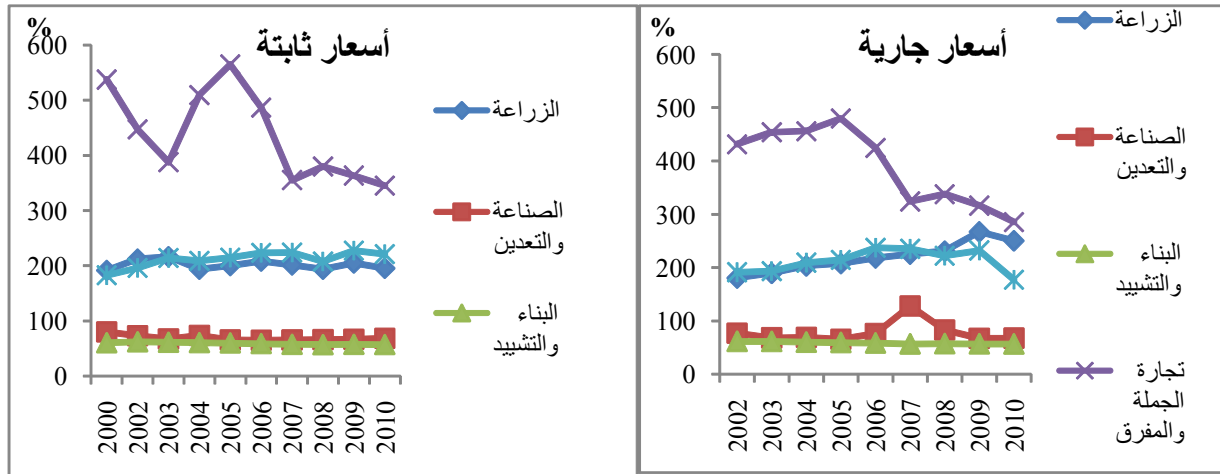 %
أسعار ثابتة
600
500
400
300
200
100
0
2000
2002
2003
2004
2005
2006
2007
2008
2009
2010
الزراعة
الصناعة
والتعدين
البناء
والتشييد
%
أسعار جارية
600
500
400
300
200
100
0
2002
2003
2004
2005
2006
2007
2008
2009
2010
الزراعة
الصناعة
والتعدين
البناء
والتشييد
تجارة
الجملة
والمفرق